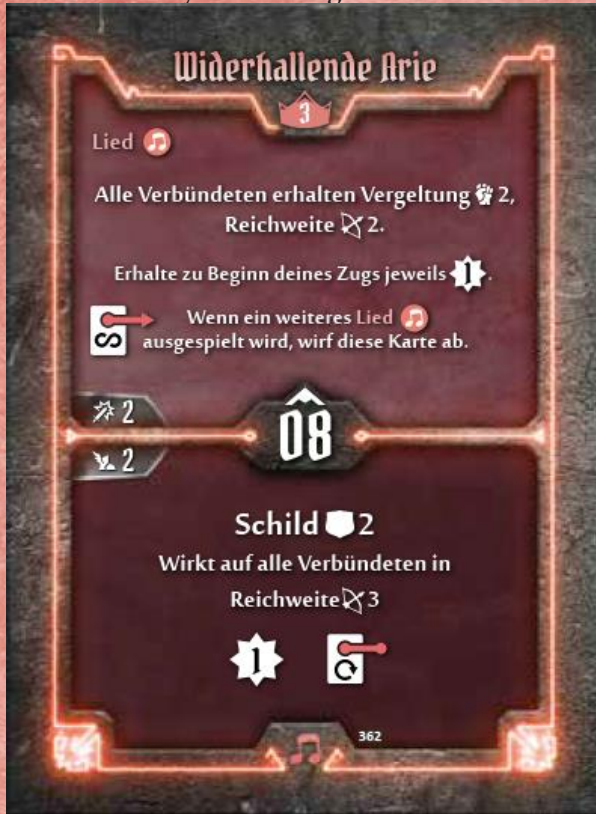 Widerhallende Arie
3
Lied
Alle Verbündeten erhalten Vergeltung 2,
Reichweite 2.
Erhalte zu Beginn deines Zugs jeweils 1.
Wenn ein weiteres Lied
ausgespielt wird, wirf diese Karte ab.
2
08
2
Schild 2
Wirkt auf alle Verbündeten in
Reichweite 3
1
362